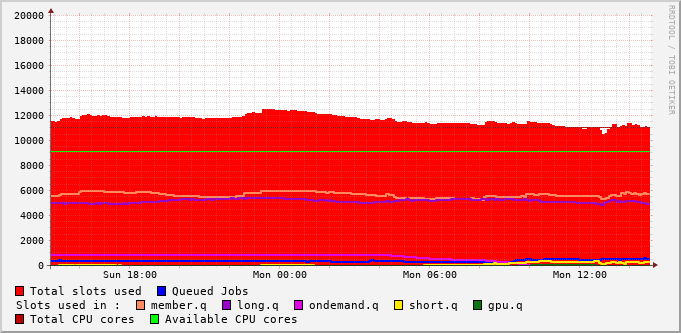 RRDTOOL / TOBI OETIKER
20000
18000
16000
14000
12000
10000
8000
6000
4000
2000
0
Sun 18:00 Mon 00:00 Mon 06:00 Mon 12:00
Total slots used Queued Jobs
Slots used in : member.q long.q ondemand.q short.q gpu.q
Total CPU cores Available CPU cores